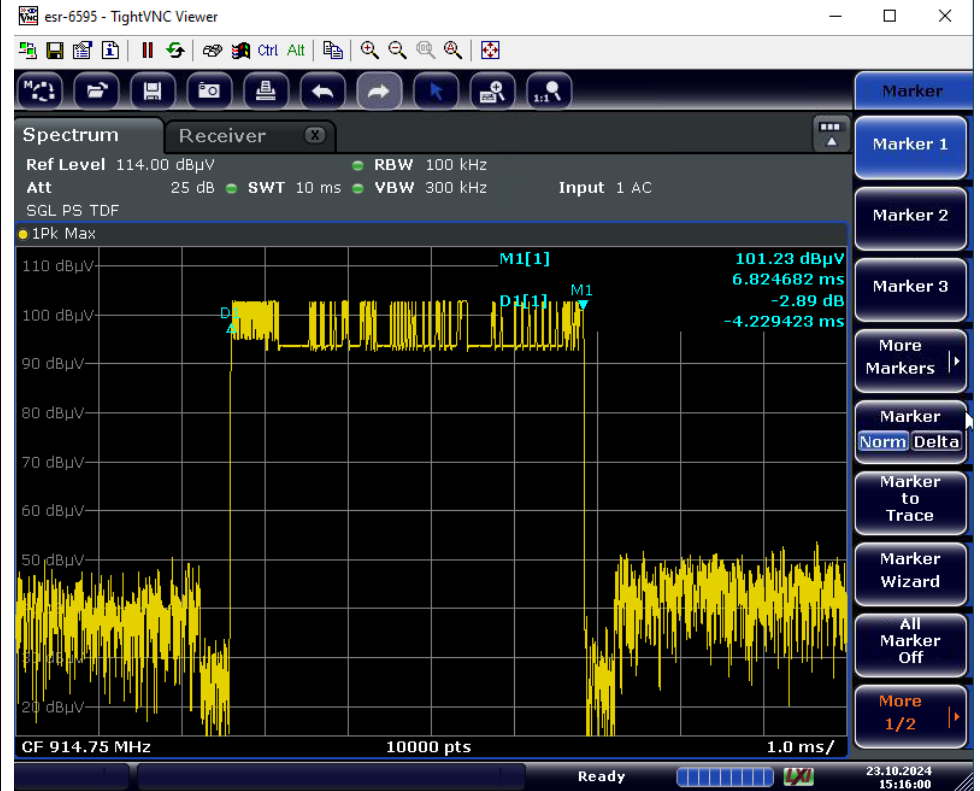 esr-6595 - TightVNC Viewer
Ctrl Alt
Marker
Spectrum
Receiver
Ref Level 114.00 dBµV
RBW 100 kHz
Att 25 dB SWT 10 ms VBW 300 kHz Input 1 AC
SGL PS TDF
1Pk Max
M1[1] 101.23 dBµV
6.824682 ms
D1[1] -2.89 dB
-4.229423 ms
M1
110 dBµV
100 dBµV
90 dBµV
80 dBµV
70 dBµV
60 dBµV
50 dBµV
20 dBµV
CF 914.75 MHz 10000 pts 1.0 ms/
Marker 1
Marker 2
Marker 3
More
Markers
Marker
Norm Delta
Marker
to
Trace
Marker
Wizard
All
Marker
Off
More
1/2
Ready
LXI
23.10.2024
15:16:00